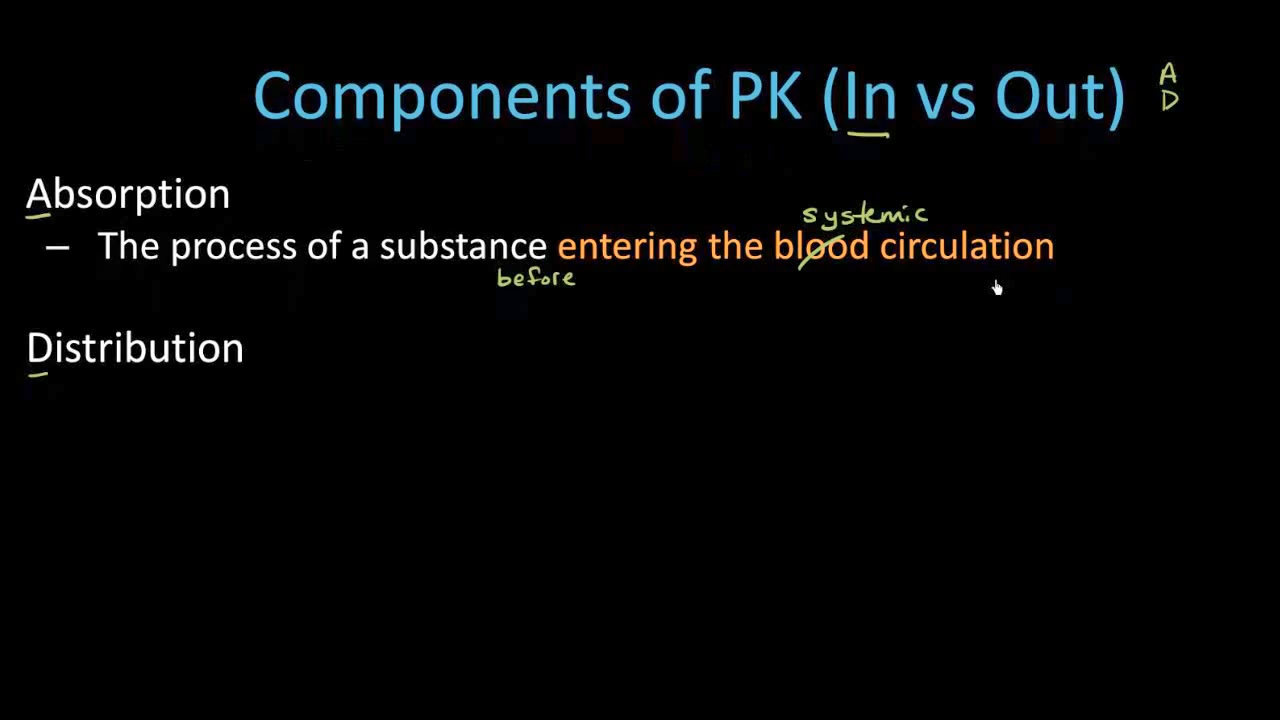 Components of PK (In vs Out)
A
D
Absorption
systemic
– The process of a substance entering the blood circulation
before
Distribution